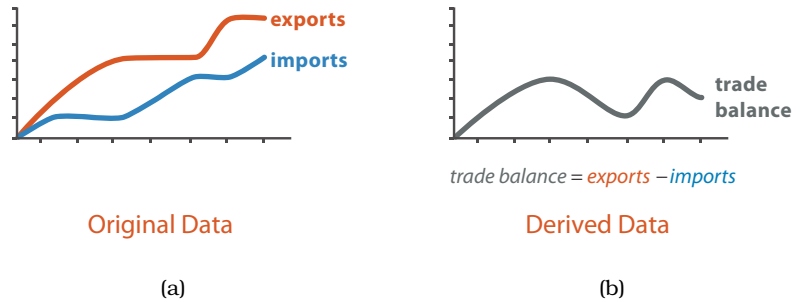 exports
imports
trade
balance
trade balance = exports – imports
Original Data
Derived Data
(a)
(b)